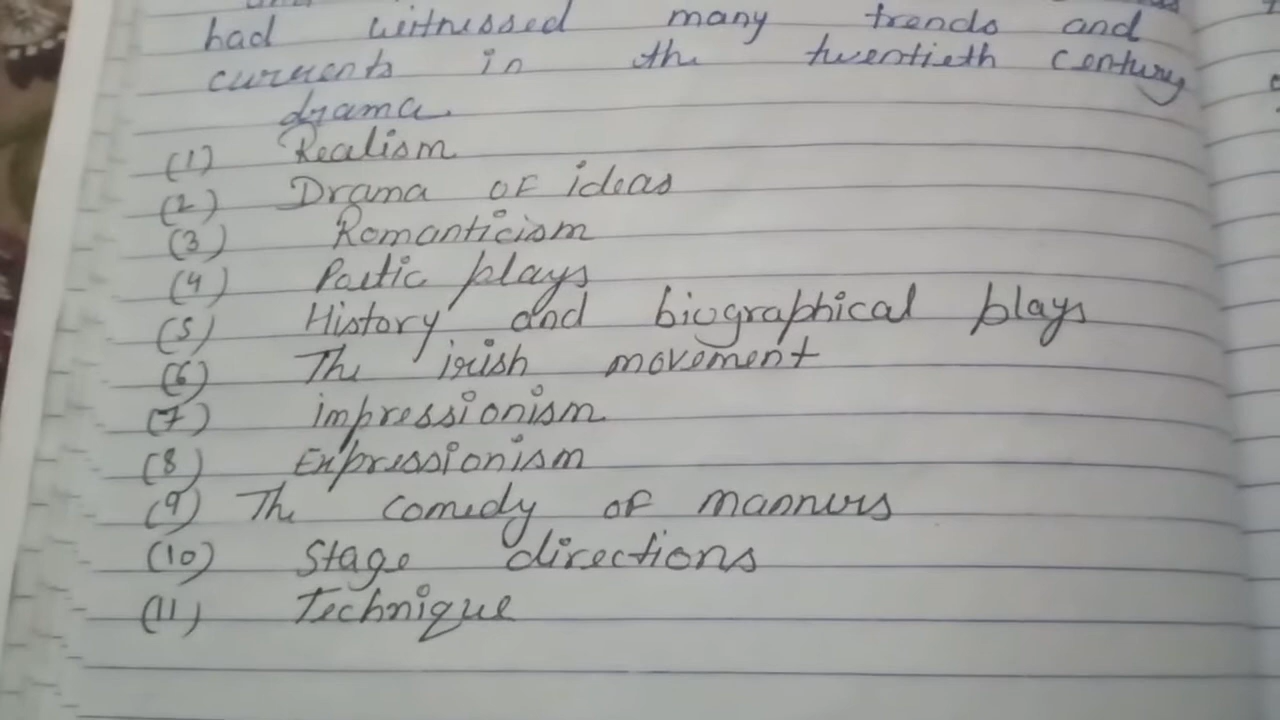 had witnessed many trends and
currents in the twentieth century
drama
(1) Realism
(2) Drama of ideas
(3) Romanticism
(4) Poetic plays
(5) History and biographical plays
(6) The irish movement
(7) impressionism
(8) Expressionism
(9) The comedy of manners
(10) Stage directions
(11) Technique